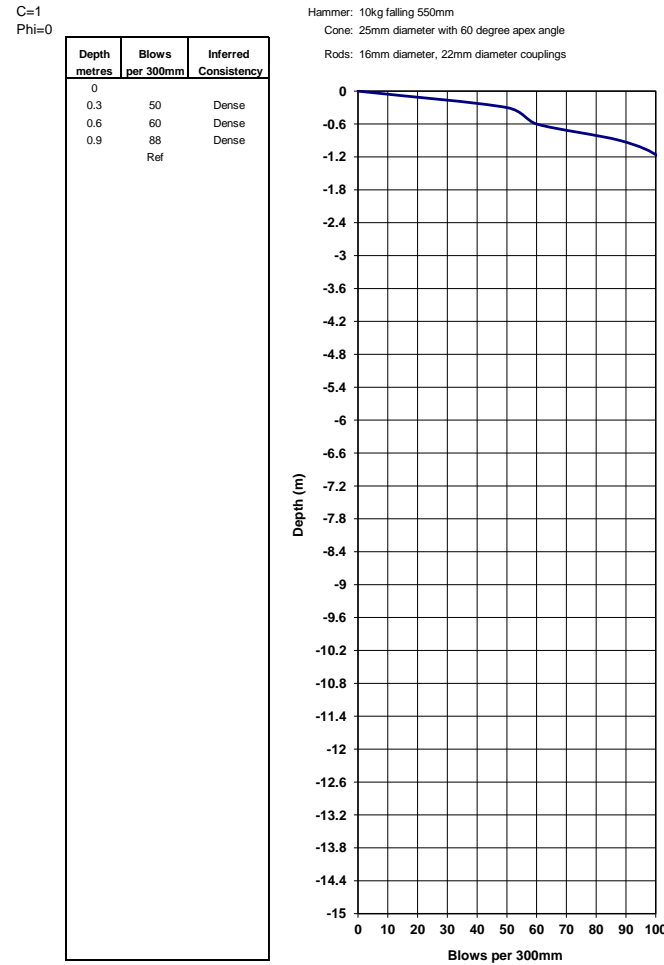 C=1
Phi=0
Hammer: 10kg falling 550mm
Cone: 25mm diameter with 60 degree apex angle
Rods: 16mm diameter, 22mm diameter couplings
Depth Blows Inferred
metres per 300mm Consistency
0
0.3 50 Dense
0.6 60 Dense
0.9 88 Dense
Ref
Depth (m)
0
-0.6
-1.2
-1.8
-2.4
-3
-3.6
-4.2
-4.8
-5.4
-6
-6.6
-7.2
-7.8
-8.4
-9
-9.6
-10.2
-10.8
-11.4
-12
-12.6
-13.2
-13.8
-14.4
-15
0 10 20 30 40 50 60 70 80 90 100
Blows per 300mm